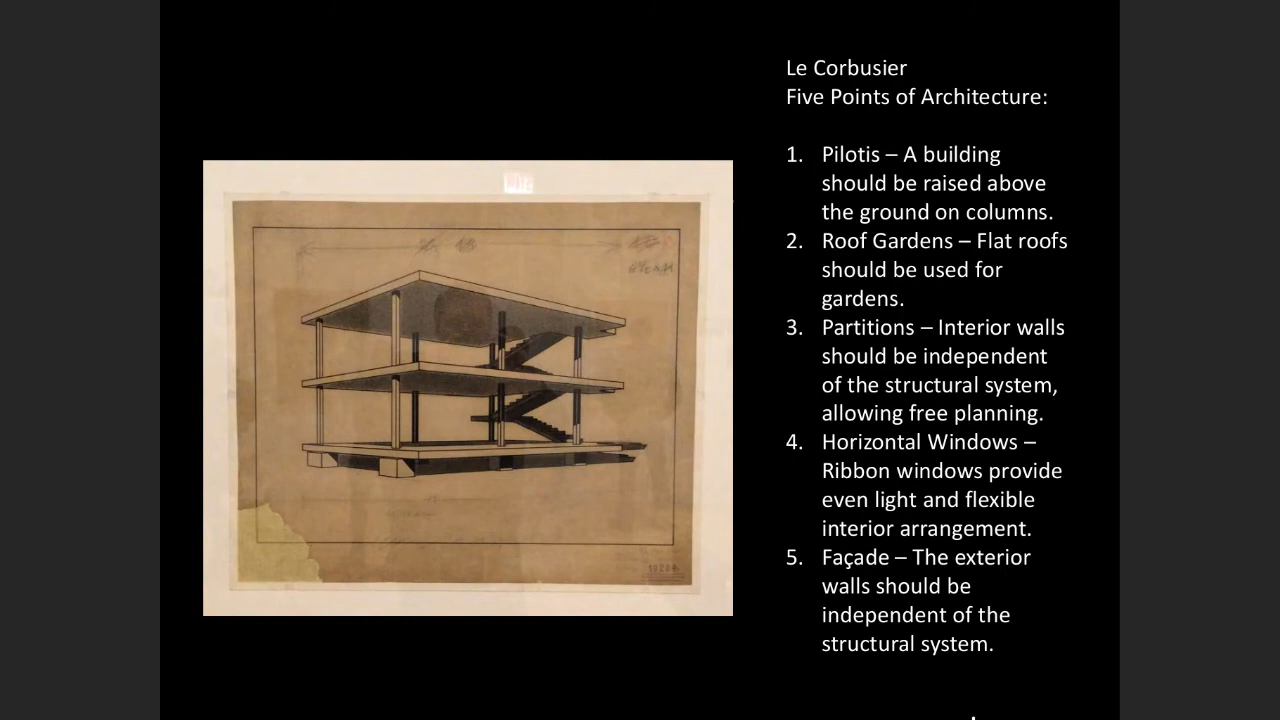 Le Corbusier
Five Points of Architecture:
1. Pilotis – A building
should be raised above
the ground on columns.
2. Roof Gardens – Flat roofs
should be used for
gardens.
3. Partitions – Interior walls
should be independent
of the structural system,
allowing free planning.
4. Horizontal Windows –
Ribbon windows provide
even light and flexible
interior arrangement.
5. Façade – The exterior
walls should be
independent of the
structural system.